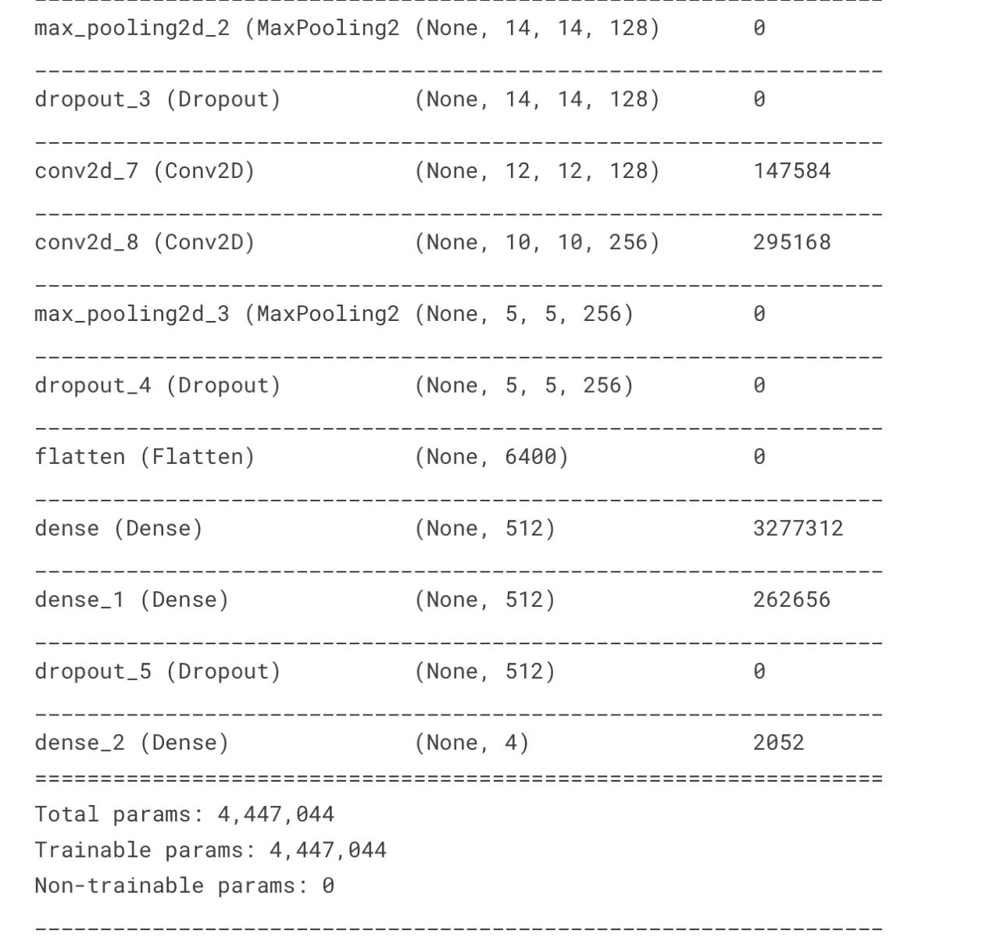 _________________________________________________________________
max_pooling2d_2 (MaxPooling2 (None, 14, 14, 128)       0
_________________________________________________________________
dropout_3 (Dropout)          (None, 14, 14, 128)       0
_________________________________________________________________
conv2d_7 (Conv2D)            (None, 12, 12, 128)       147584
_________________________________________________________________
conv2d_8 (Conv2D)            (None, 10, 10, 256)       295168
_________________________________________________________________
max_pooling2d_3 (MaxPooling2 (None, 5, 5, 256)         0
_________________________________________________________________
dropout_4 (Dropout)          (None, 5, 5, 256)         0
_________________________________________________________________
flatten (Flatten)            (None, 6400)              0
_________________________________________________________________
dense (Dense)                (None, 512)               3277312
_________________________________________________________________
dense_1 (Dense)              (None, 512)               262656
_________________________________________________________________
dropout_5 (Dropout)          (None, 512)               0
_________________________________________________________________
dense_2 (Dense)              (None, 4)                 2052
=================================================================
Total params: 4,447,044
Trainable params: 4,447,044
Non-trainable params: 0
_________________________________________________________________